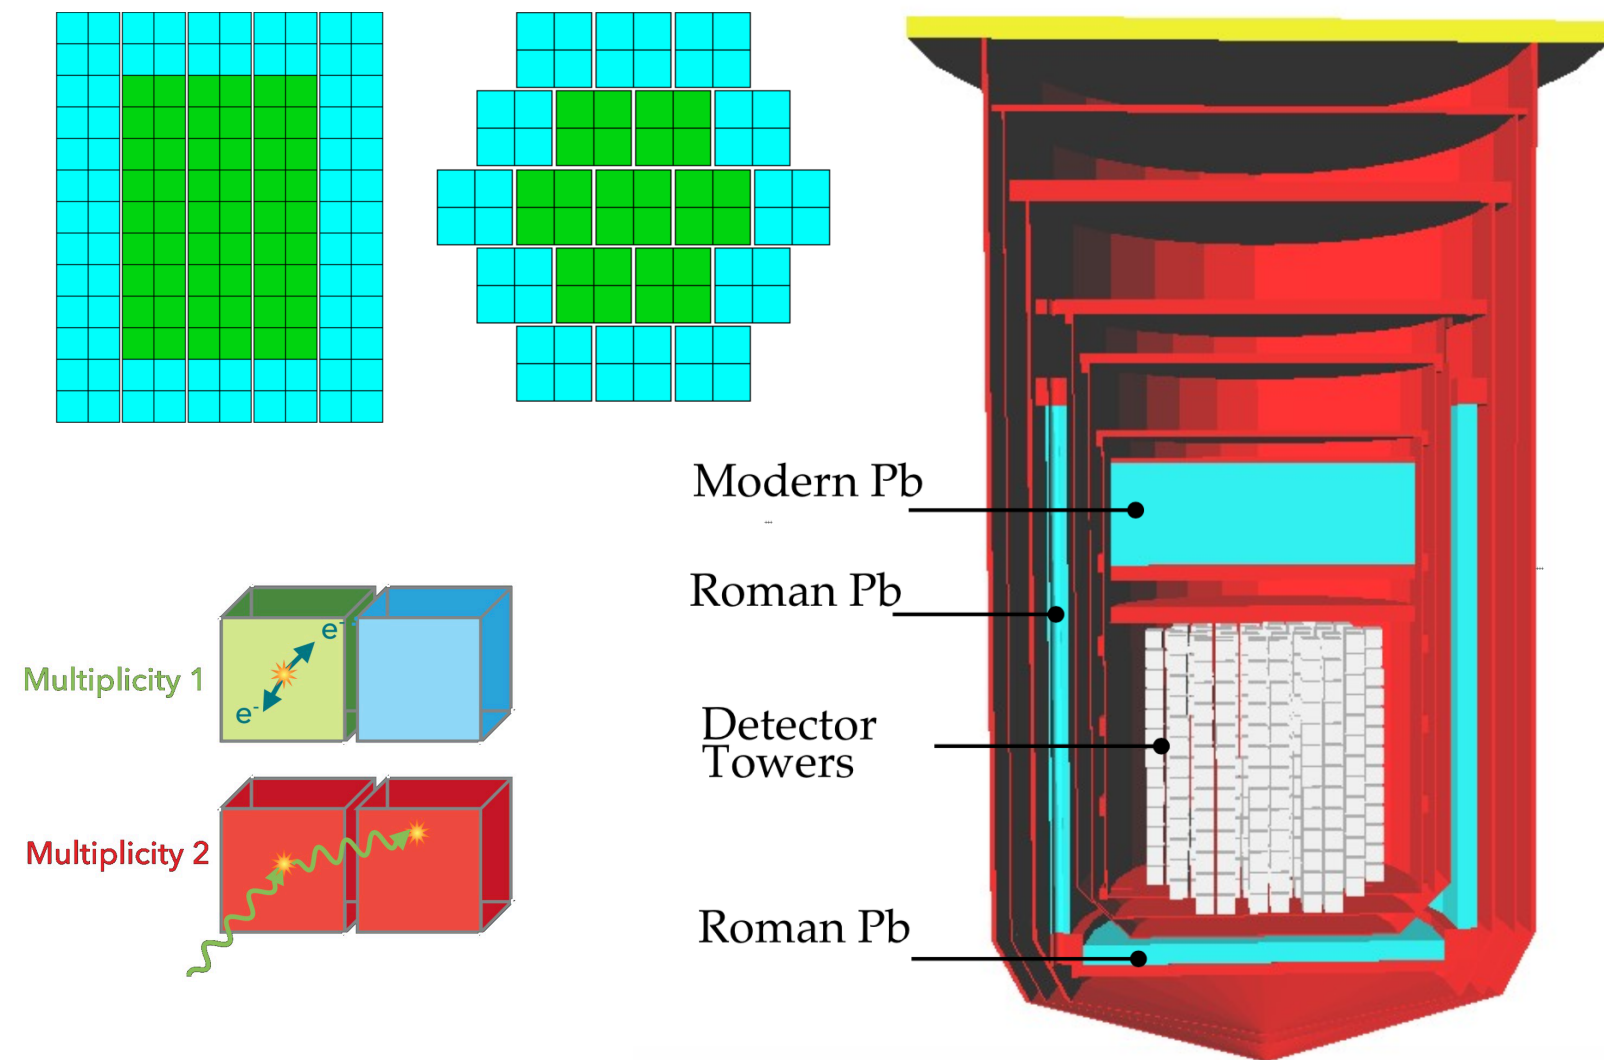 Modern Pb
...
Roman Pb
...
e-
Multiplicity 1
e-
Detector
Towers
Multiplicity 2
Roman Pb